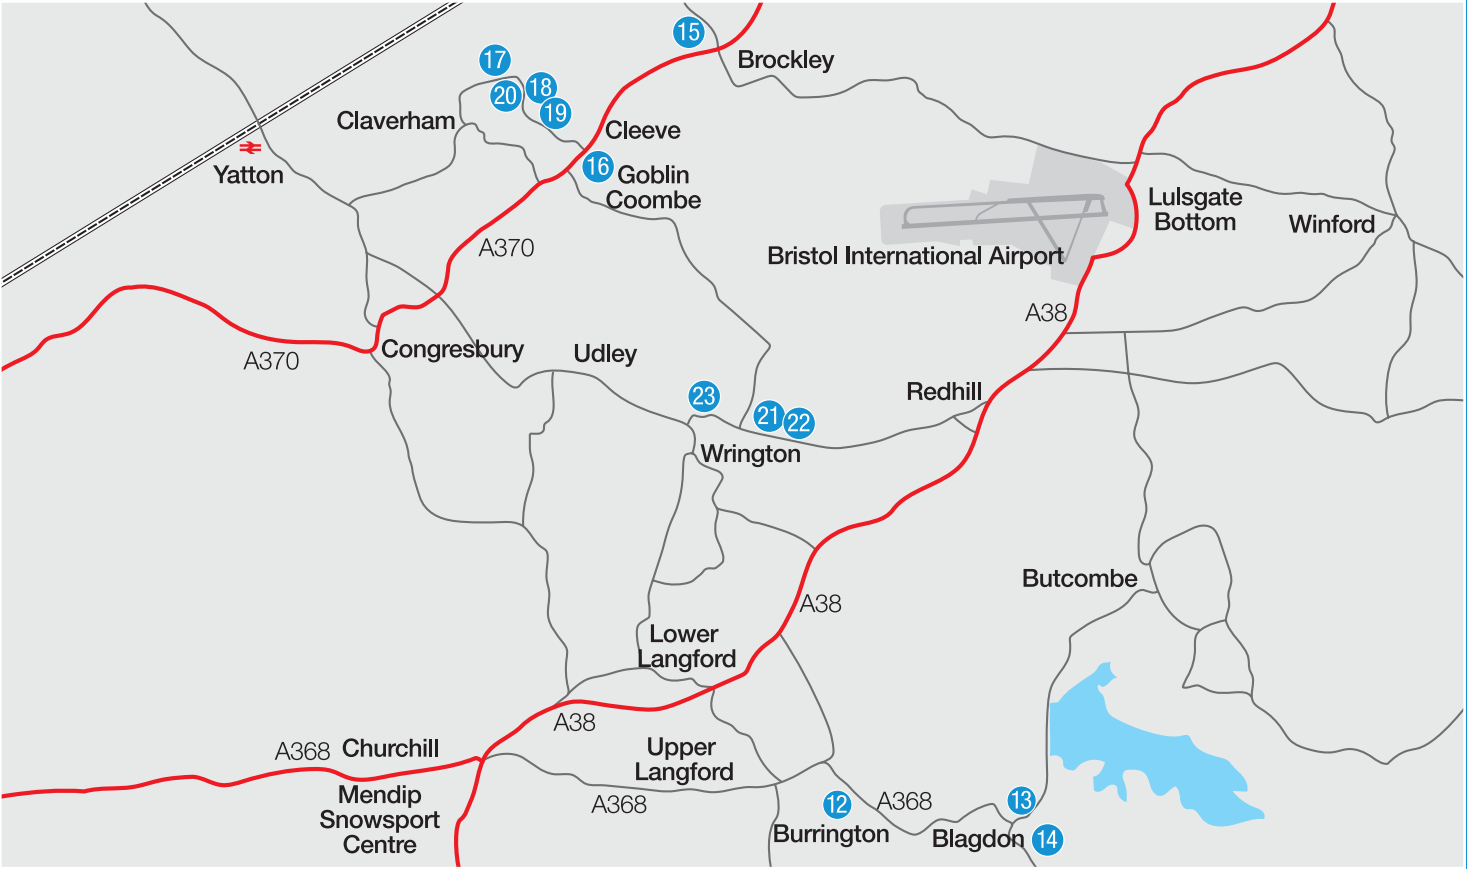 15
Brockley
17
18
20
19
Claverham
Cleeve
16
Yatton
Goblin
Coombe
Lulsgate
Bottom
Winford
A370
Bristol International Airport
A38
Congresbury
Udley
A370
Redhill
23
21
22
Wrington
Butcombe
A38
Lower
Langford
A38
A368
Churchill
Upper
Langford
Mendip
Snowsport
Centre
A368
12
A368
13
Burrington
Blagdon
14